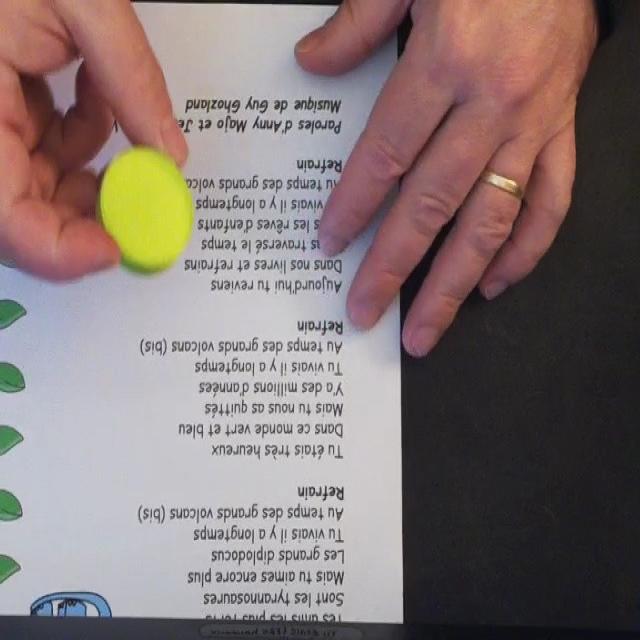 Sont les tyrannosaures
Mais tu aimes encore plus
Les grands diplodocus
Tu vivais il y a longtemps
Au temps des grands volcans (bis)
Refrain
Tu étais très heureux
Dans ce monde vert et bleu
Mais tu nous as quittés
Y'a des millions d'années
Tu vivais il y a longtemps
Au temps des grands volcans (bis)
Refrain
Aujourd'hui tu reviens
Dans nos livres et refrains
traversé le temps
les rêves d'enfants
vivais il y a longtemps
Au temps des grands
Refrain
Paroles d'Anny Majo et
Musique de Guy Ghozland